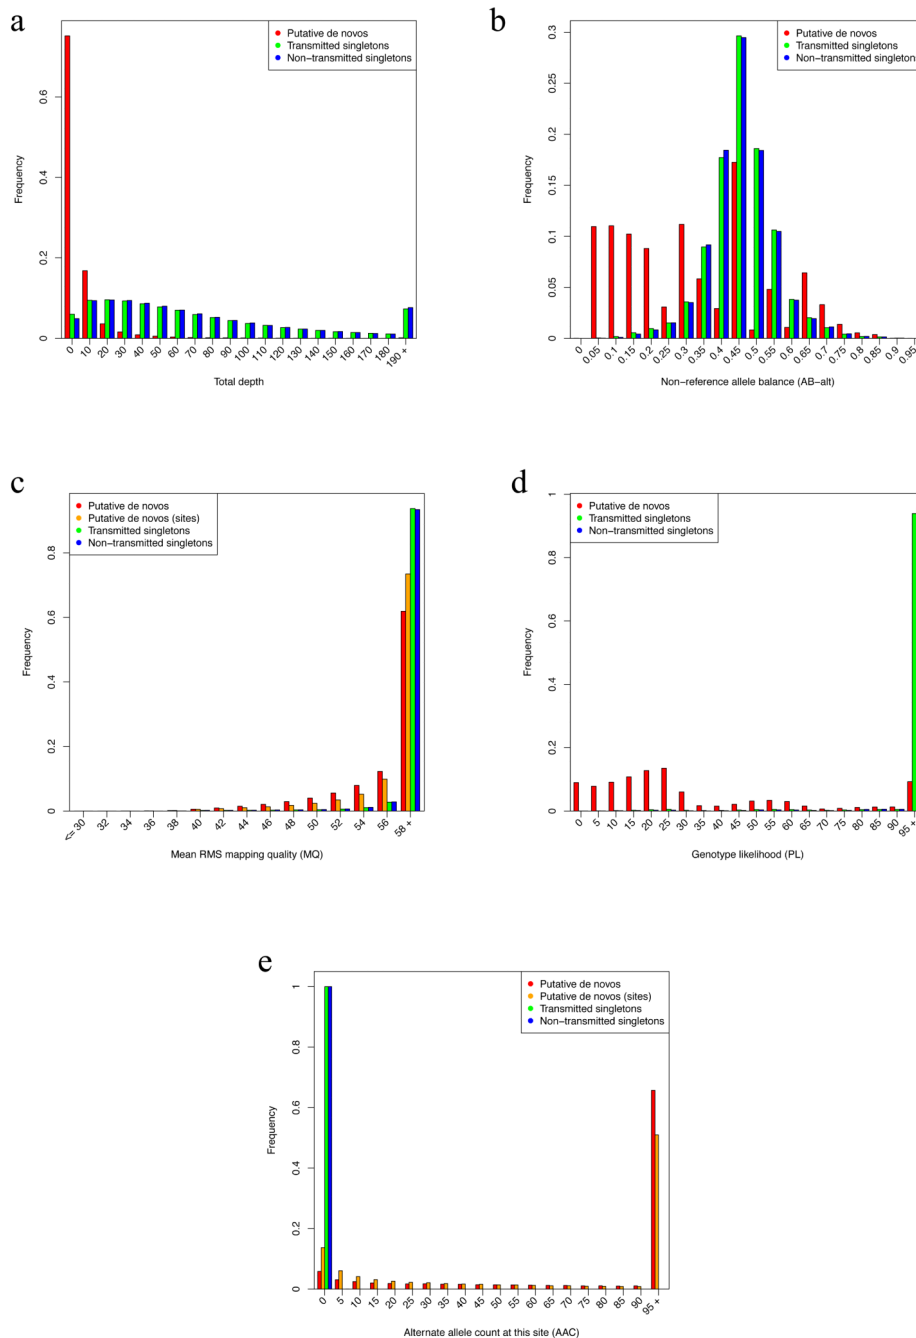 a
Putative de novos
Transmitted singletons
Non−transmitted singletons
Frequency
0 0.2 0.4 0.6
0 10 20 30 40 50 60 70 80 90 100 110 120 130 140 150 160 170 180 190 +
Total depth
b
Putative de novos
Transmitted singletons
Non−transmitted singletons
Frequency
0 0.05 0.1 0.15 0.2 0.25 0.3
0 0.05 0.1 0.15 0.2 0.25 0.3 0.35 0.4 0.45 0.5 0.55 0.6 0.65 0.7 0.75 0.8 0.85 0.9 0.95
Non−reference allele balance (AB−alt)
c
Putative de novos
Putative de novos (sites)
Transmitted singletons
Non−transmitted singletons
Frequency
0 0.2 0.4 0.6 0.8
<= 30 32 34 36 38 40 42 44 46 48 50 52 54 56 58 +
Mean RMS mapping quality (MQ)
d
Putative de novos
Transmitted singletons
Non−transmitted singletons
Frequency
0 0.2 0.4 0.6 0.8 1
0 5 10 15 20 25 30 35 40 45 50 55 60 65 70 75 80 85 90 95 +
Genotype likelihood (PL)
e
Putative de novos
Putative de novos (sites)
Transmitted singletons
Non−transmitted singletons
Frequency
0 0.2 0.4 0.6 0.8 1
0 5 10 15 20 25 30 35 40 45 50 55 60 65 70 75 80 85 90 95 +
Alternate allele count at this site (AAC)